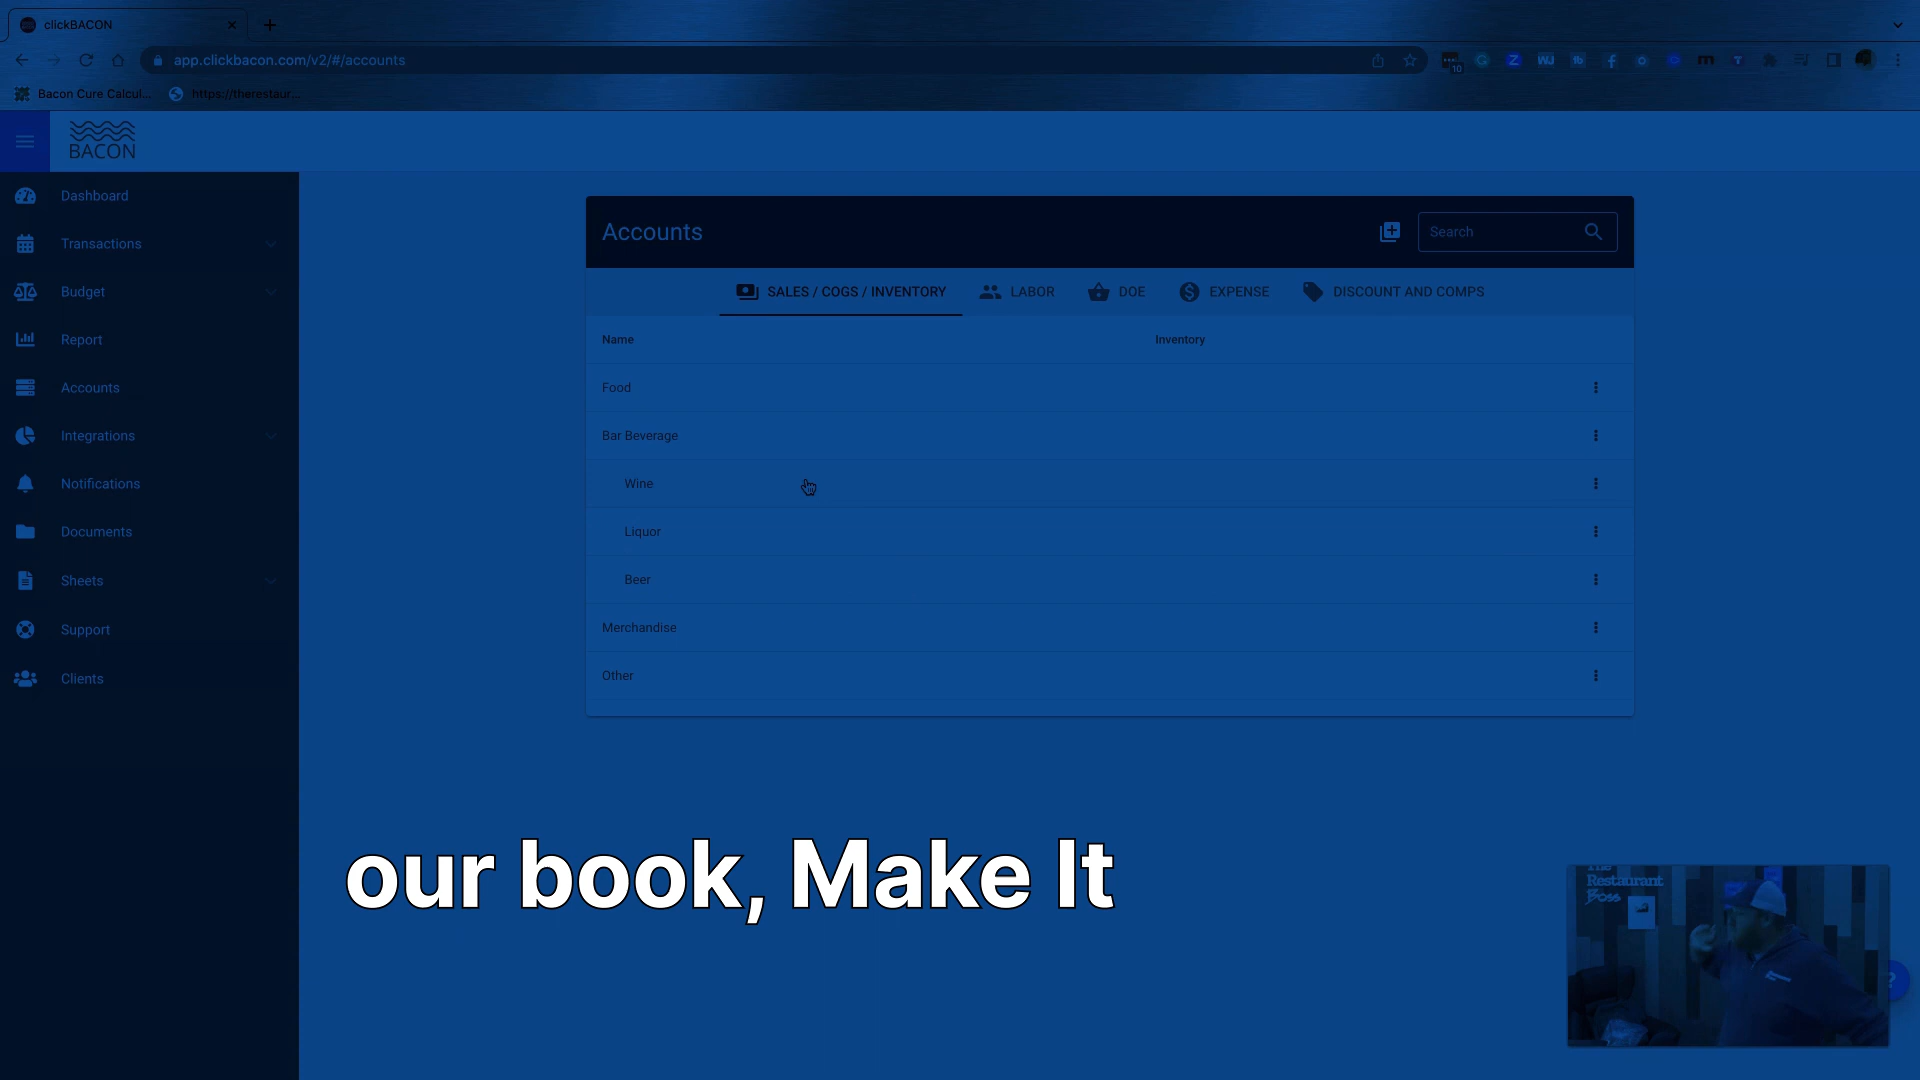 clickBACON
app.clickbacon.com/v2/#/accounts
10
Bacon Cure Calcul...
https://therestaur...
BACON
Dashboard
Transactions
Budget
Report
Accounts
Integrations
Notifications
Documents
Sheets
Support
Clients
Accounts
Search
SALES / COGS / INVENTORY
LABOR
DOE
EXPENSE
DISCOUNT AND COMPS
Name
Inventory
Food
Bar Beverage
Wine
Liquor
Beer
Merchandise
Other
our book, Make It
The
Restaurant
Boss
?